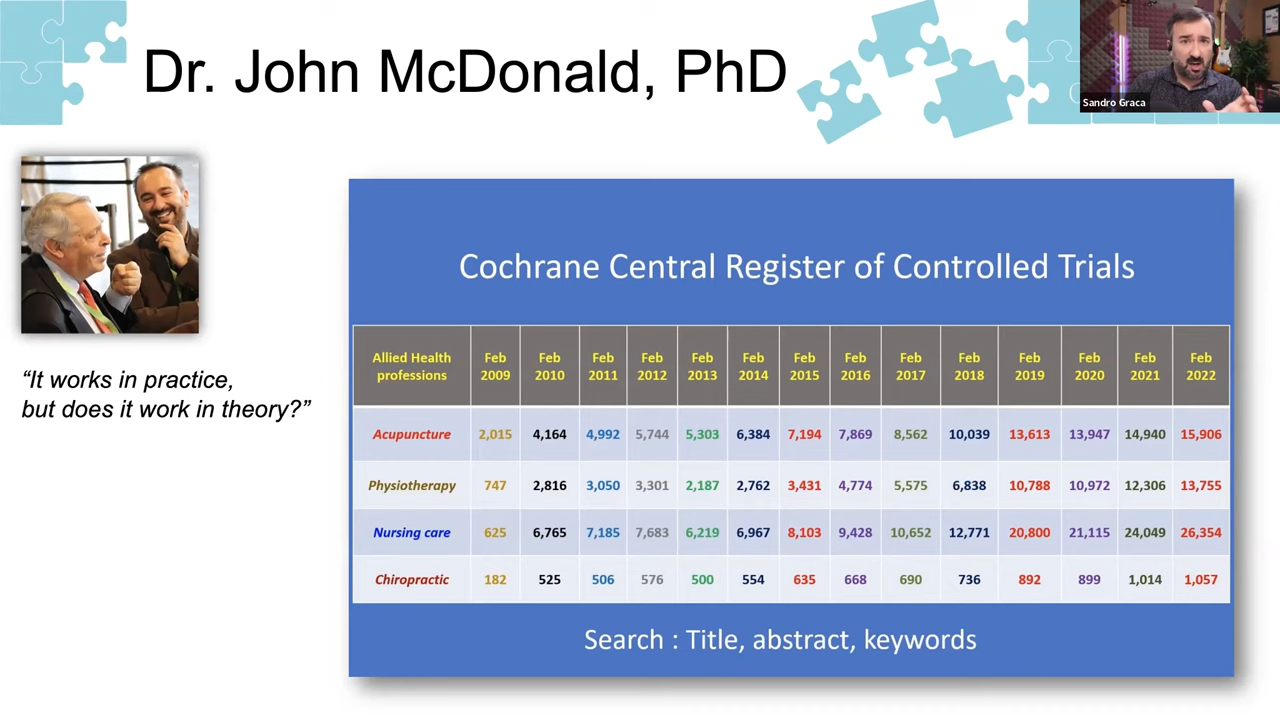 Dr. John McDonald, PhD
Sandro Graca
“It works in practice,
but does it work in theory?”
Cochrane Central Register of Controlled Trials
Allied Health professions Feb 2009 Feb 2010 Feb 2011 Feb 2012 Feb 2013 Feb 2014 Feb 2015 Feb 2016 Feb 2017 Feb 2018 Feb 2019 Feb 2020 Feb 2021 Feb 2022
Acupuncture 2,015 4,164 4,992 5,744 5,303 6,384 7,194 7,869 8,562 10,039 13,613 13,947 14,940 15,906
Physiotherapy 747 2,816 3,050 3,301 2,187 2,762 3,431 4,774 5,575 6,838 10,788 10,972 12,306 13,755
Nursing care 625 6,765 7,185 7,683 6,219 6,967 8,103 9,428 10,652 12,771 20,800 21,115 24,049 26,354
Chiropractic 182 525 506 576 500 554 635 668 690 736 892 899 1,014 1,057
Search : Title, abstract, keywords